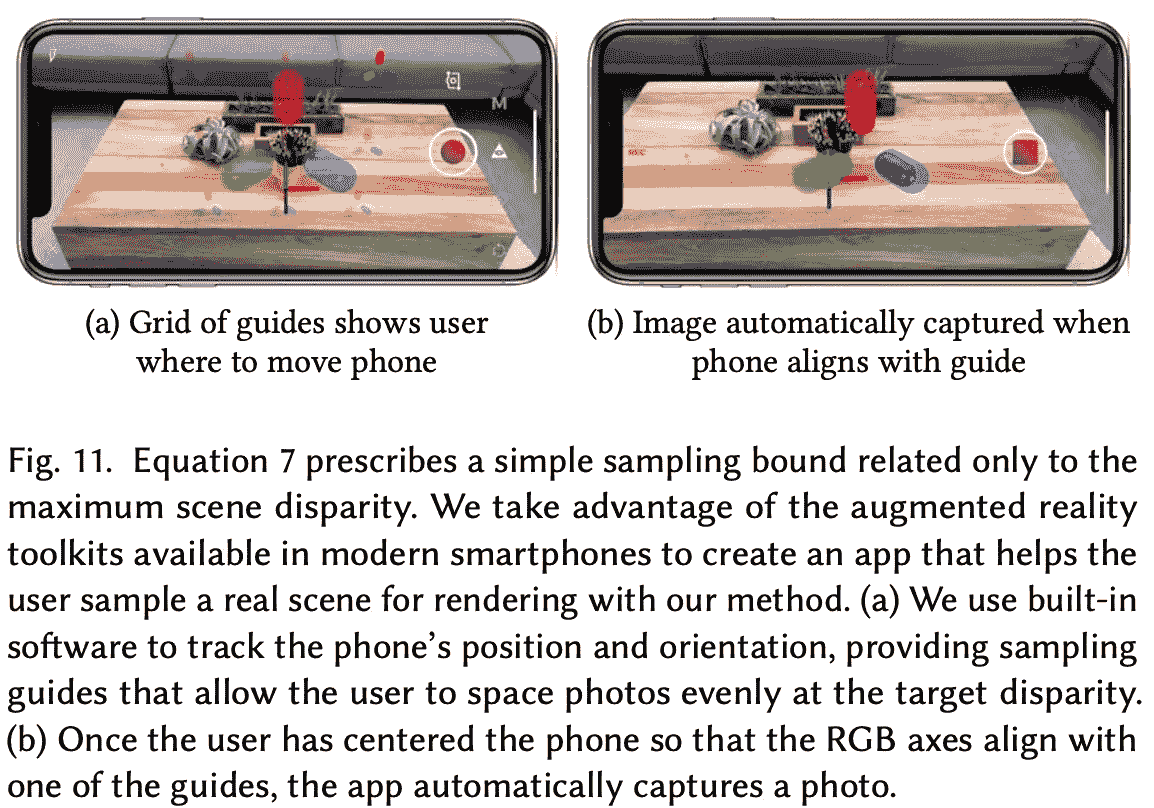 M
(a) Grid of guides shows user
where to move phone
(b) Image automatically captured when
phone aligns with guide
Fig. 11. Equation 7 prescribes a simple sampling bound related only to the
maximum scene disparity. We take advantage of the augmented reality
toolkits available in modern smartphones to create an app that helps the
user sample a real scene for rendering with our method. (a) We use built-in
software to track the phone’s position and orientation, providing sampling
guides that allow the user to space photos evenly at the target disparity.
(b) Once the user has centered the phone so that the RGB axes align with
one of the guides, the app automatically captures a photo.